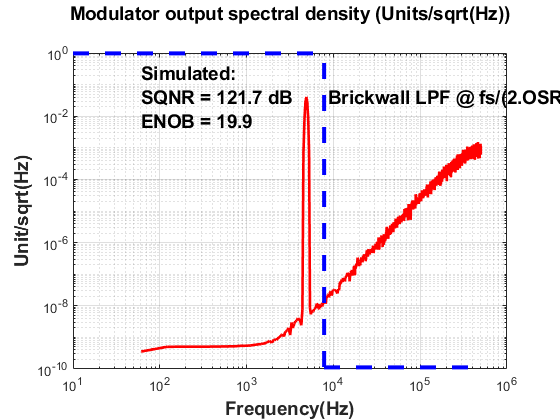 Modulator output spectral density (Units/sqrt(Hz))
Simulated:
SQNR = 121.7 dB
ENOB = 19.9
Brickwall LPF @ fs/(2.OSR
Unit/sqrt(Hz)
10^0
10^-2
10^-4
10^-6
10^-8
10^-10
10^1 10^2 10^3 10^4 10^5 10^6
Frequency(Hz)